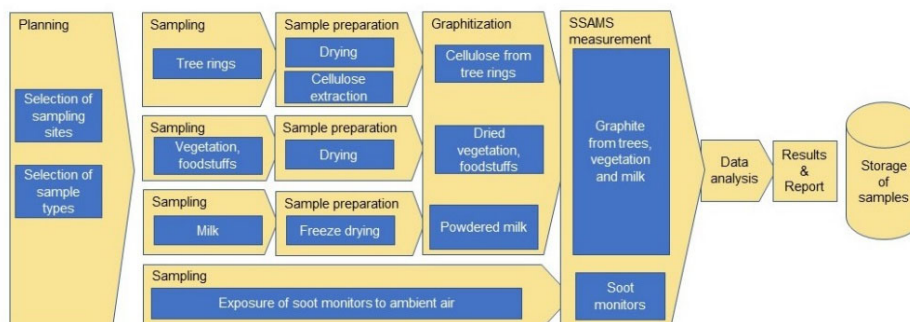 Planning
Selection of
sampling
sites
Selection of
sample
types
Sampling
Tree rings
Sample preparation
Drying
Cellulose
extraction
Sampling
Vegetation,
foodstuffs
Sample preparation
Drying
Sampling
Milk
Sample preparation
Freeze drying
Sampling
Exposure of soot monitors to ambient air
Graphitization
Cellulose from
tree rings
Dried
vegetation,
foodstuffs
Powdered milk
SSAMS
measurement
Graphite
from trees,
vegetation
and milk
Soot
monitors
Data
analysis
Results
&
Report
Storage
of
samples